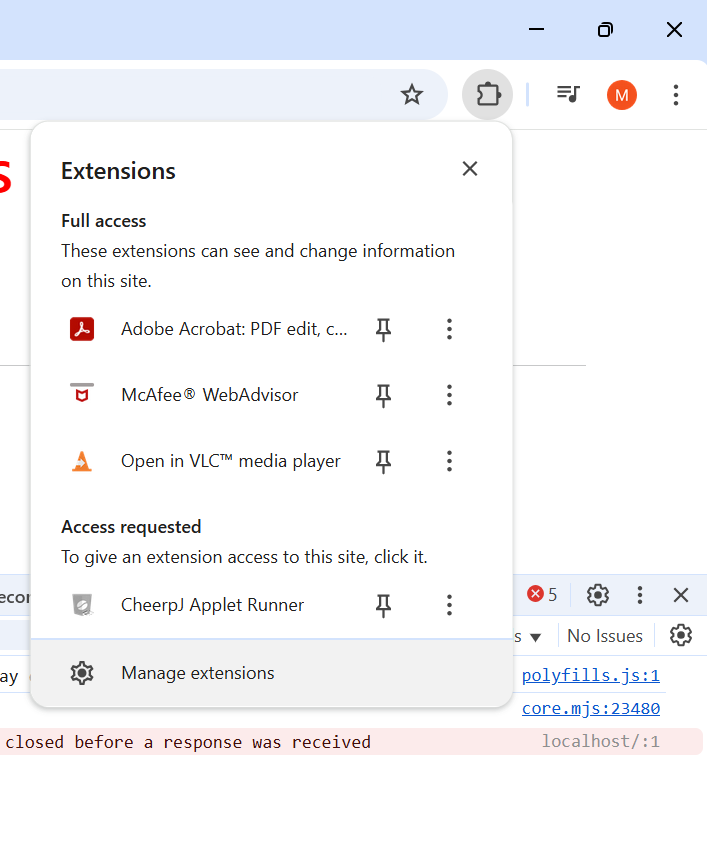 M
S
Extensions
Full access
These extensions can see and change information
on this site.
Adobe Acrobat: PDF edit, c...
McAfee® WebAdvisor
Open in VLC™ media player
Access requested
To give an extension access to this site, click it.
CheerpJ Applet Runner
Manage extensions
ecor
5
s
No Issues
ay
polyfills.js:1
core.mjs:23480
closed before a response was received
localhost/:1